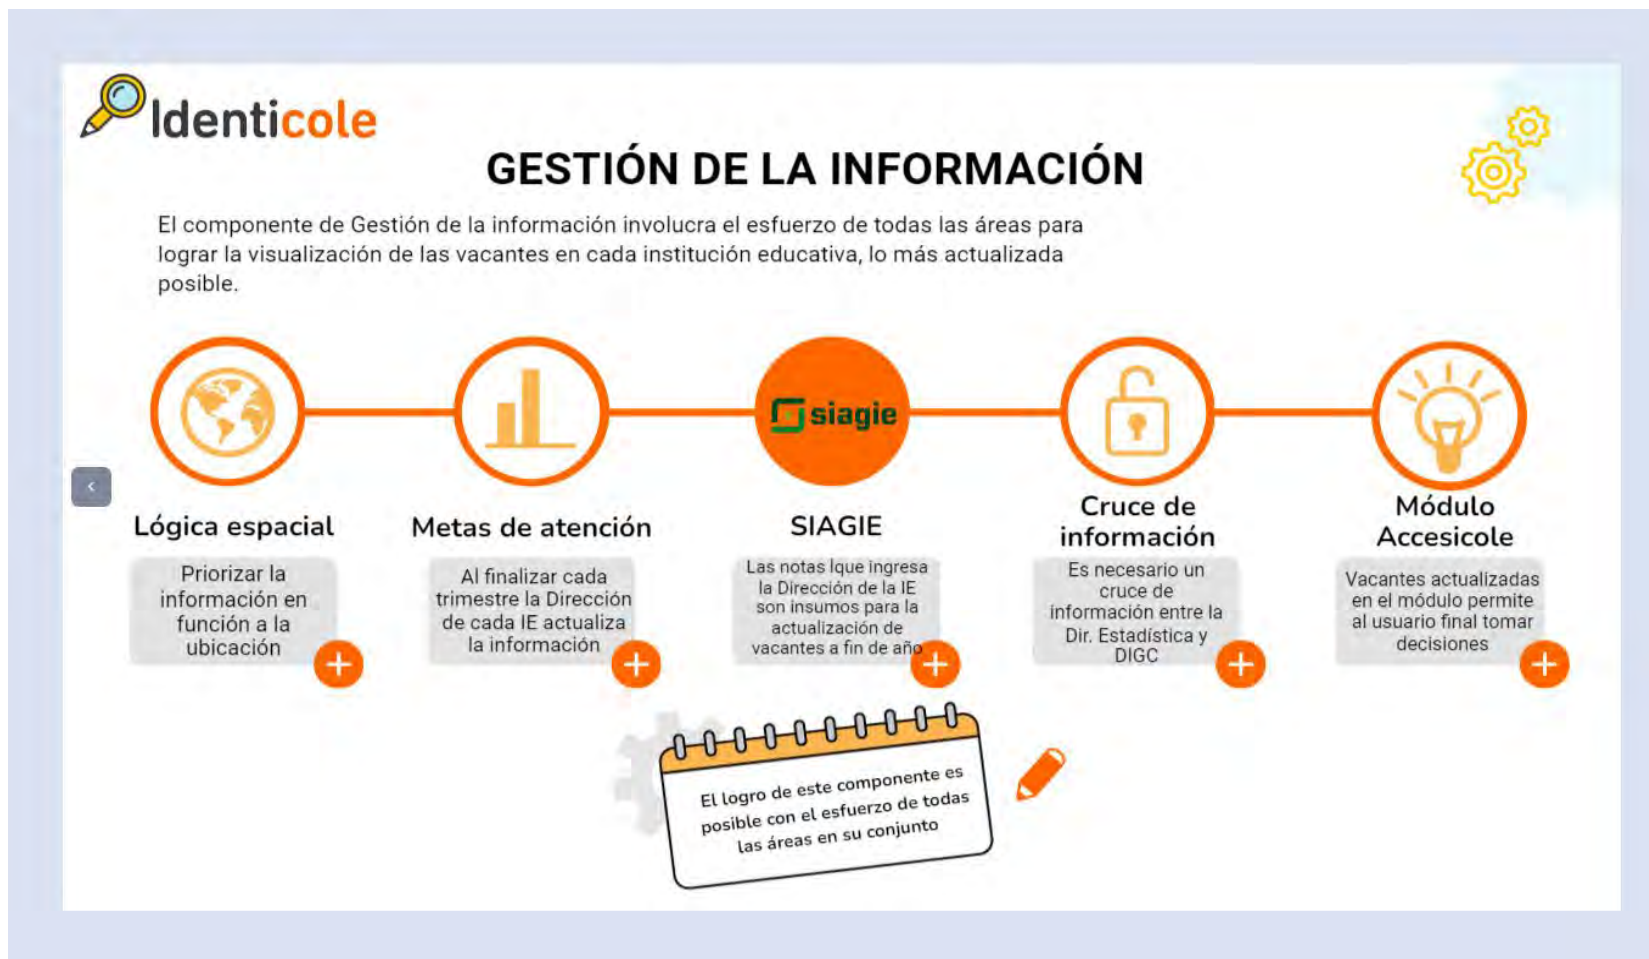 Identicole
GESTIÓN DE LA INFORMACIÓN
El componente de Gestión de la información involucra el esfuerzo de todas las áreas para
lograr la visualización de las vacantes en cada institución educativa, lo más actualizada
posible.
siagie
Lógica espacial
Priorizar la
información en
función a la
ubicación
Metas de atención
Al finalizar cada
trimestre la Dirección
de cada IE actualiza
la información
SIAGIE
Las notas lque ingresa
la Dirección de la IE
son insumos para la
actualización de
vacantes a fin de año
Cruce de
información
Es necesario un
cruce de
información entre la
Dir. Estadística y
DIGC
Módulo
Accesicole
Vacantes actualizadas
en el módulo permite
al usuario final tomar
decisiones
El logro de este componente es
posible con el esfuerzo de todas
las áreas en su conjunto